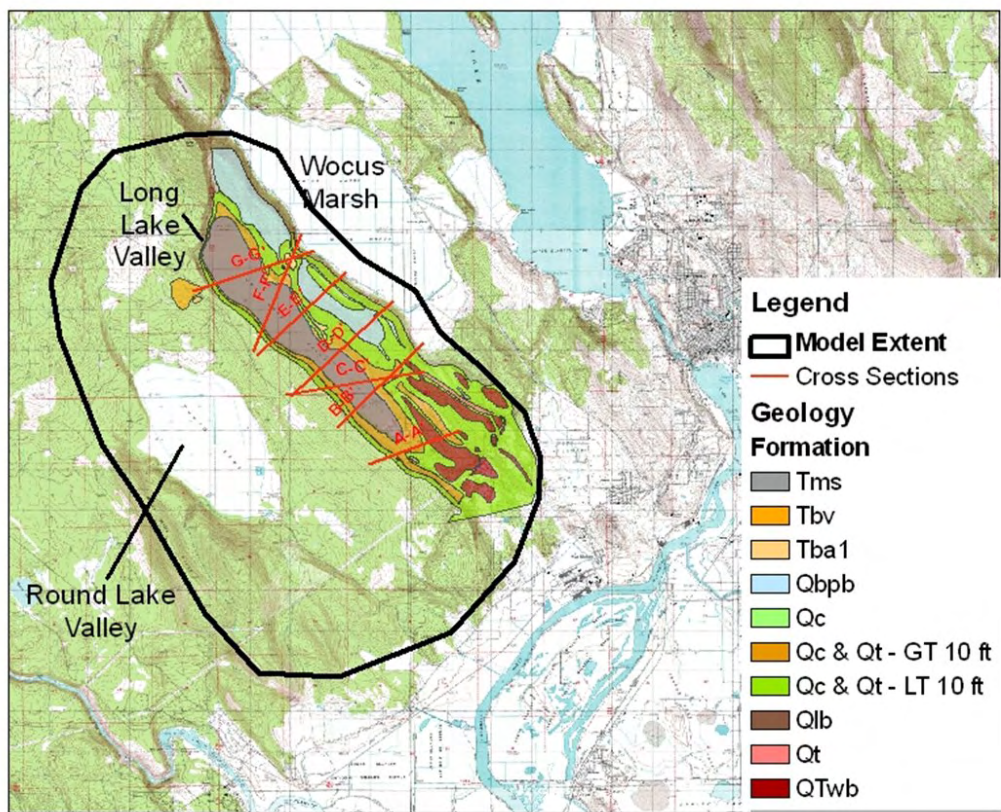 Wocus
Marsh
Long
Lake
Valley
G-G
F-F
E-E
D-D
C-C
B-B
A-A
Round Lake
Valley
Legend
Model Extent
Cross Sections
Geology
Formation
Tms
Tbv
Tba1
Qbpb
Qc
Qc & Qt - GT 10 ft
Qc & Qt - LT 10 ft
Qlb
Qt
QTwb